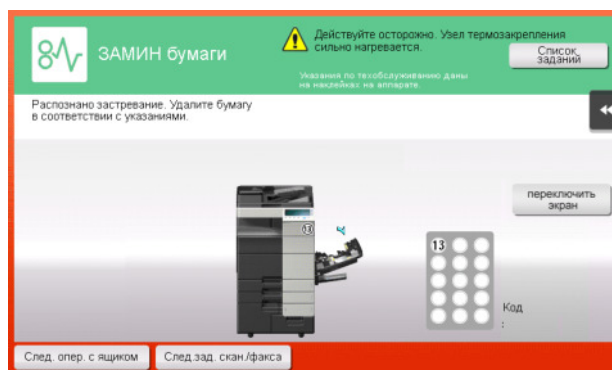 ЗАМИН бумаги
Действуйте осторожно. Узел термозакрепления
сильно нагревается.
Список
заданий
Указания по техобслуживанию даны
на наклейках на аппарате.
Распознано застревание. Удалите бумагу
в соответствии с указаниями.
переключить
экран
13
13
Код
:
След. опер. с ящиком
След.зад. скан./факса